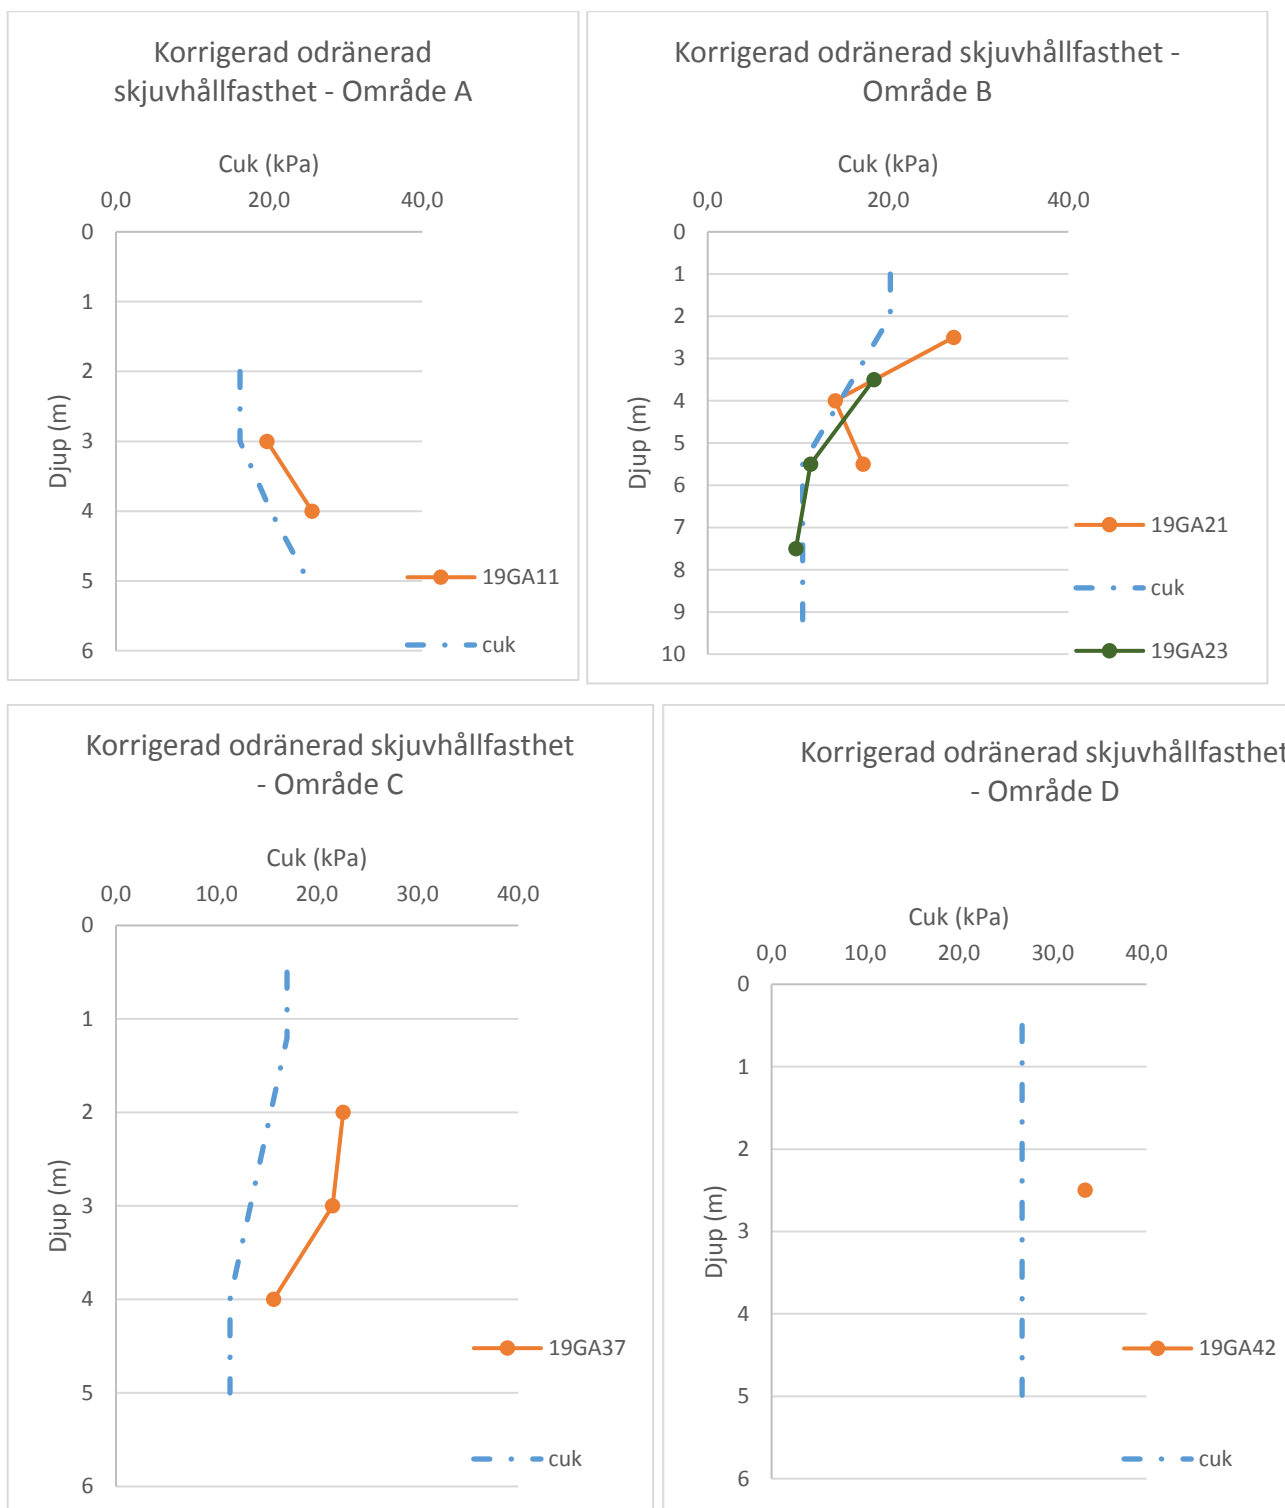 Korrigerad odränerad
skjuvhållfasthet - Område A
Cuk (kPa)
0,0 20,0 40,0
0
1
2
3
4
5
6
Djup (m)
19GA11
cuk
Korrigerad odränerad skjuvhållfasthet -
Område B
Cuk (kPa)
0,0 20,0 40,0
0
1
2
3
4
5
6
7
8
9
10
Djup (m)
19GA21
cuk
19GA23
Korrigerad odränerad skjuvhållfasthet
- Område C
Cuk (kPa)
0,0 10,0 20,0 30,0 40,0
0
1
2
3
4
5
6
Djup (m)
19GA37
cuk
Korrigerad odränerad skjuvhållfasthet
- Område D
Cuk (kPa)
0,0 10,0 20,0 30,0 40,0
0
1
2
3
4
5
6
Djup (m)
19GA42
cuk